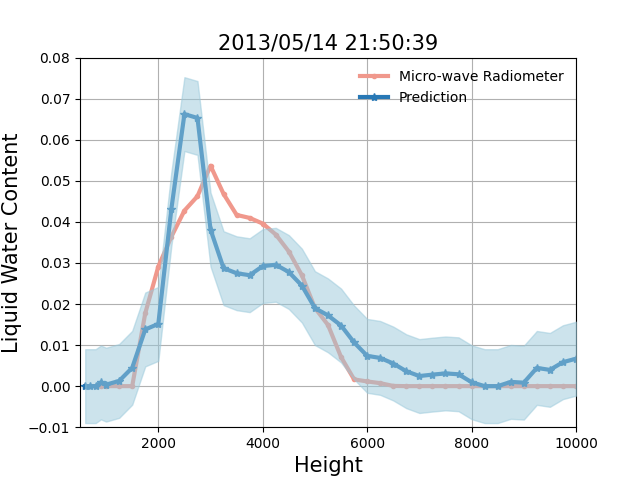 2013/05/14 21:50:39
Micro-wave Radiometer
Prediction
Liquid Water Content
0.08
0.07
0.06
0.05
0.04
0.03
0.02
0.01
0.00
−0.01
2000 4000 6000 8000 10000
Height